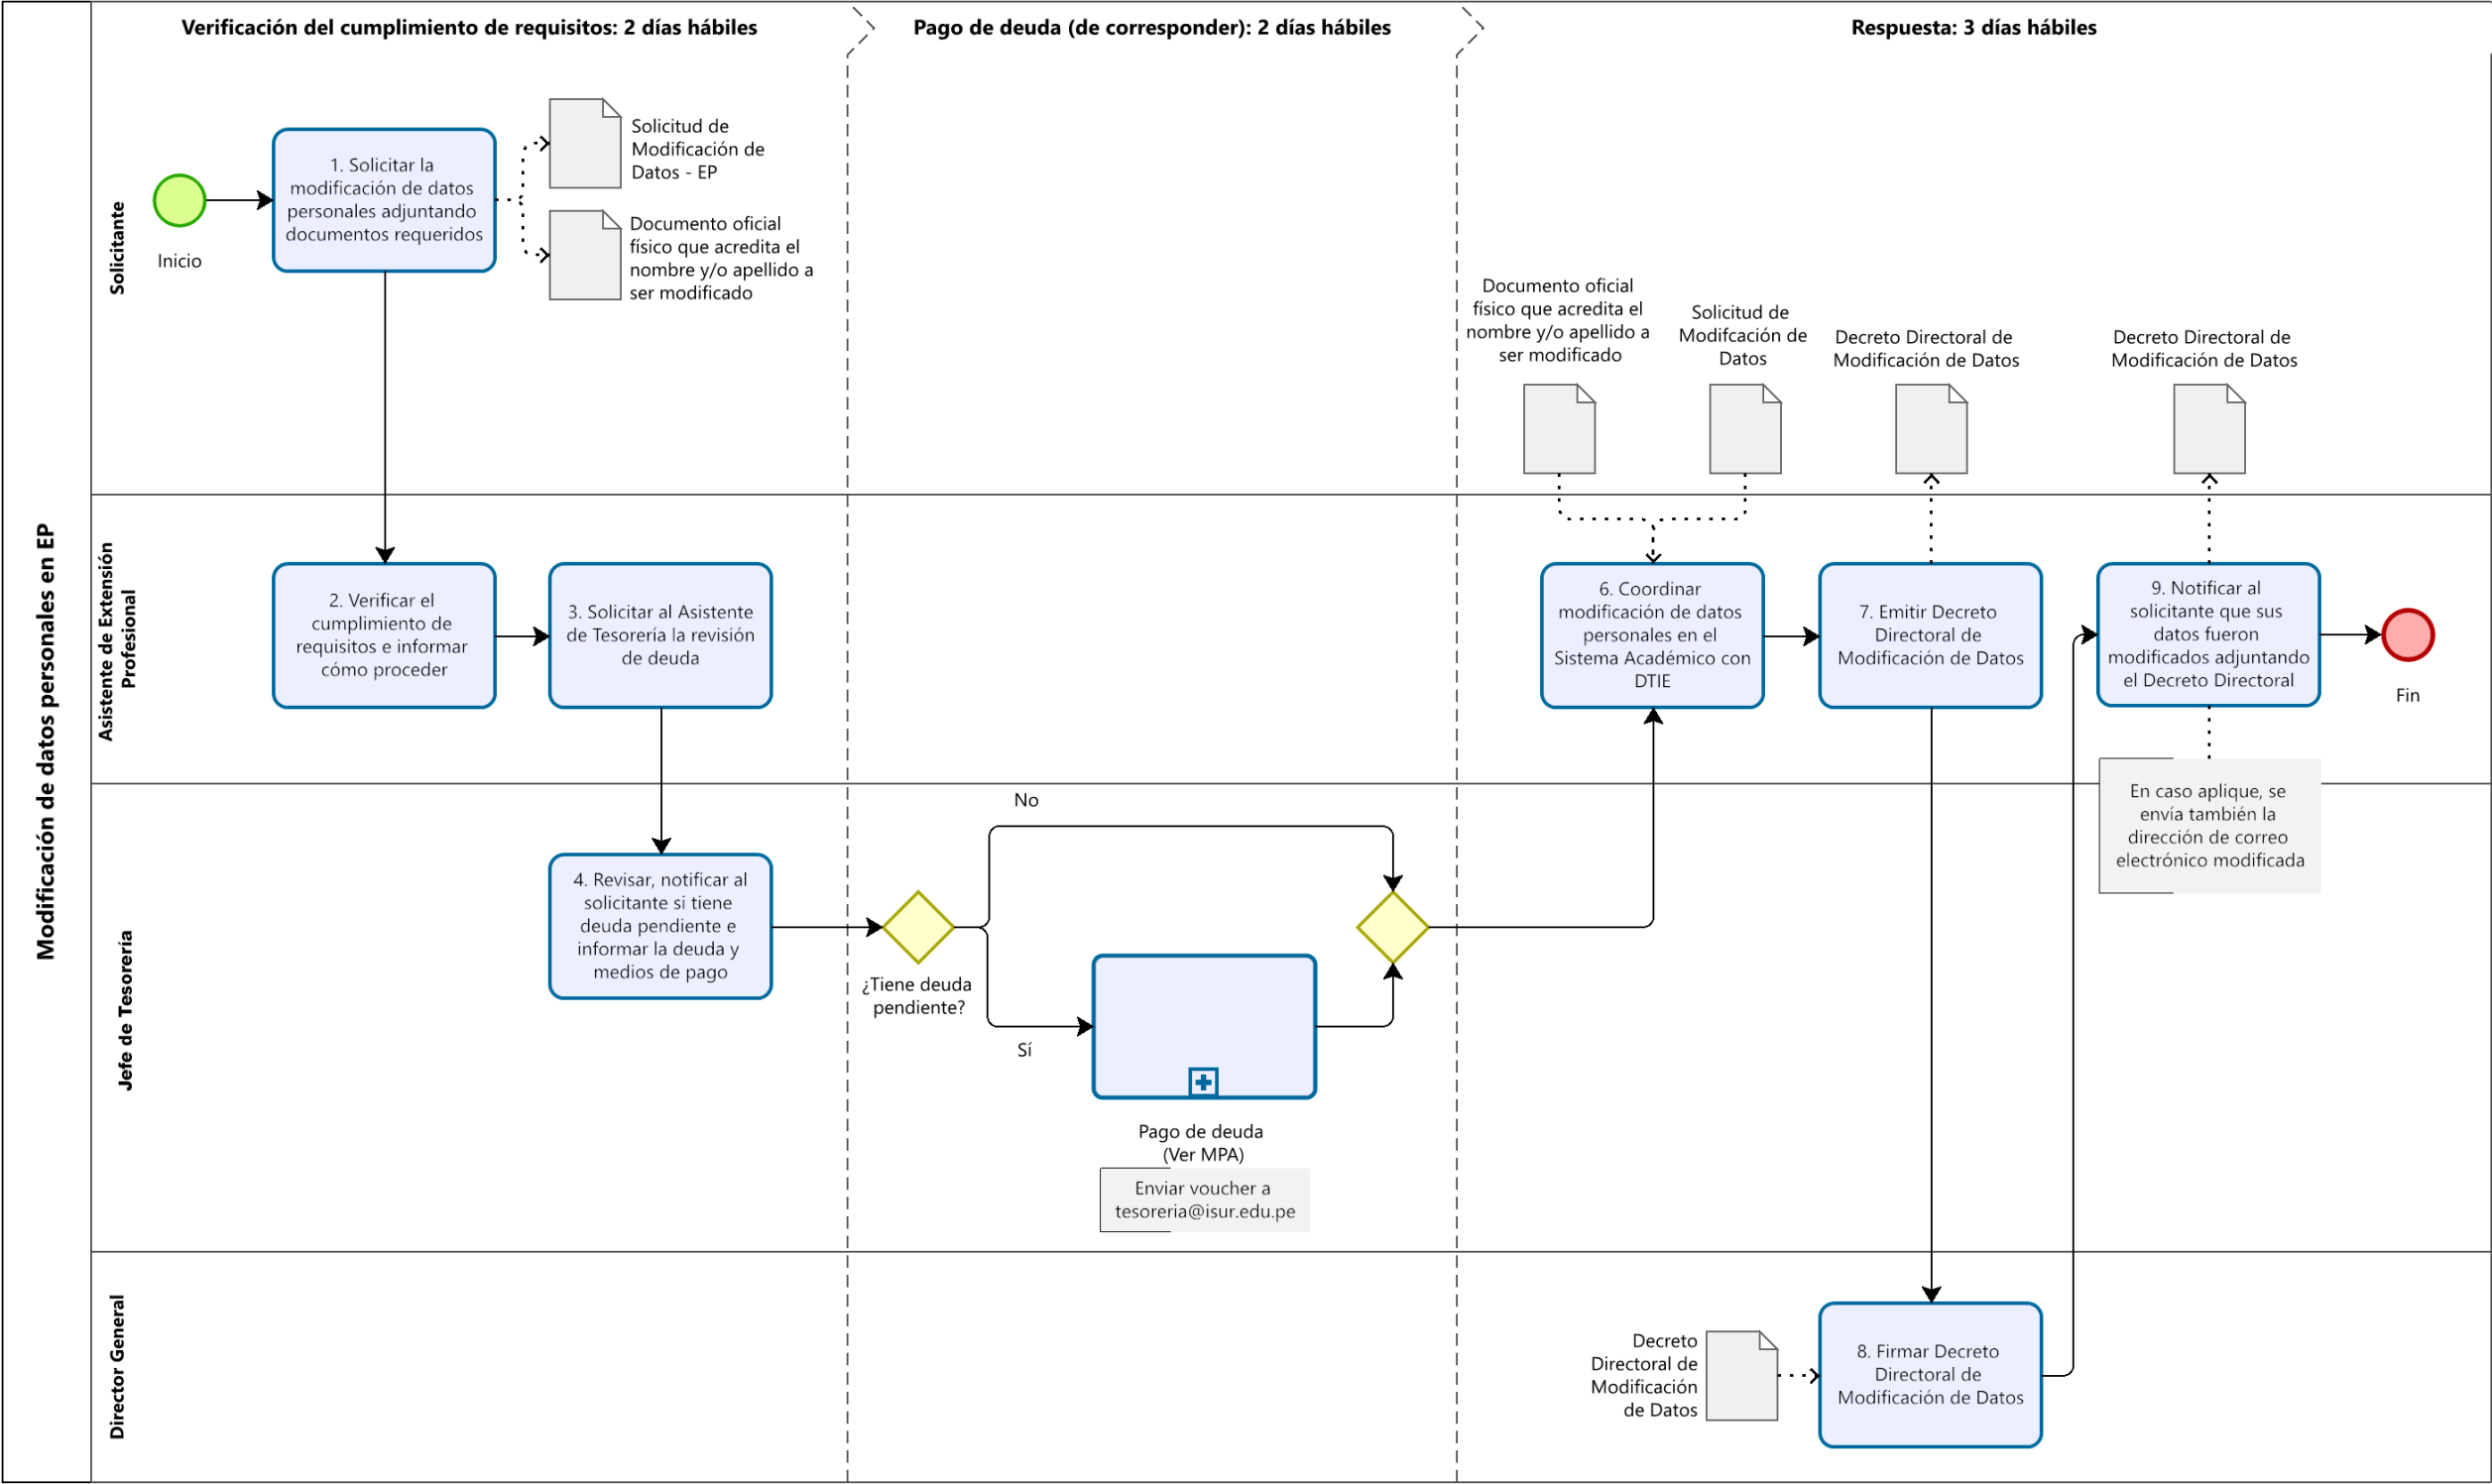 Modificación de datos personales en EP
Verificación del cumplimiento de requisitos: 2 días hábiles
Pago de deuda (de corresponder): 2 días hábiles
Respuesta: 3 días hábiles
Solicitante
Inicio
1. Solicitar la
modificación de datos
personales adjuntando
documentos requeridos
Solicitud de
Modificación de
Datos - EP
Documento oficial
físico que acredita el
nombre y/o apellido a
ser modificado
Documento oficial
físico que acredita el
nombre y/o apellido a
ser modificado
Solicitud de
Modifcación de
Datos
Decreto Directoral de
Modificación de Datos
Decreto Directoral de
Modificación de Datos
Asistente de Extensión
Profesional
2. Verificar el
cumplimiento de
requisitos e informar
cómo proceder
3. Solicitar al Asistente
de Tesorería la revisión
de deuda
6. Coordinar
modificación de datos
personales en el
Sistema Académico con
DTIE
7. Emitir Decreto
Directoral de
Modificación de Datos
9. Notificar al
solicitante que sus
datos fueron
modificados adjuntando
el Decreto Directoral
Fin
En caso aplique, se
envía también la
dirección de correo
electrónico modificada
Jefe de Tesorería
4. Revisar, notificar al
solicitante si tiene
deuda pendiente e
informar la deuda y
medios de pago
¿Tiene deuda
pendiente?
No
Sí
Pago de deuda
(Ver MPA)
Enviar voucher a
tesoreria@isur.edu.pe
Director General
Decreto
Directoral de
Modificación
de Datos
8. Firmar Decreto
Directoral de
Modificación de Datos